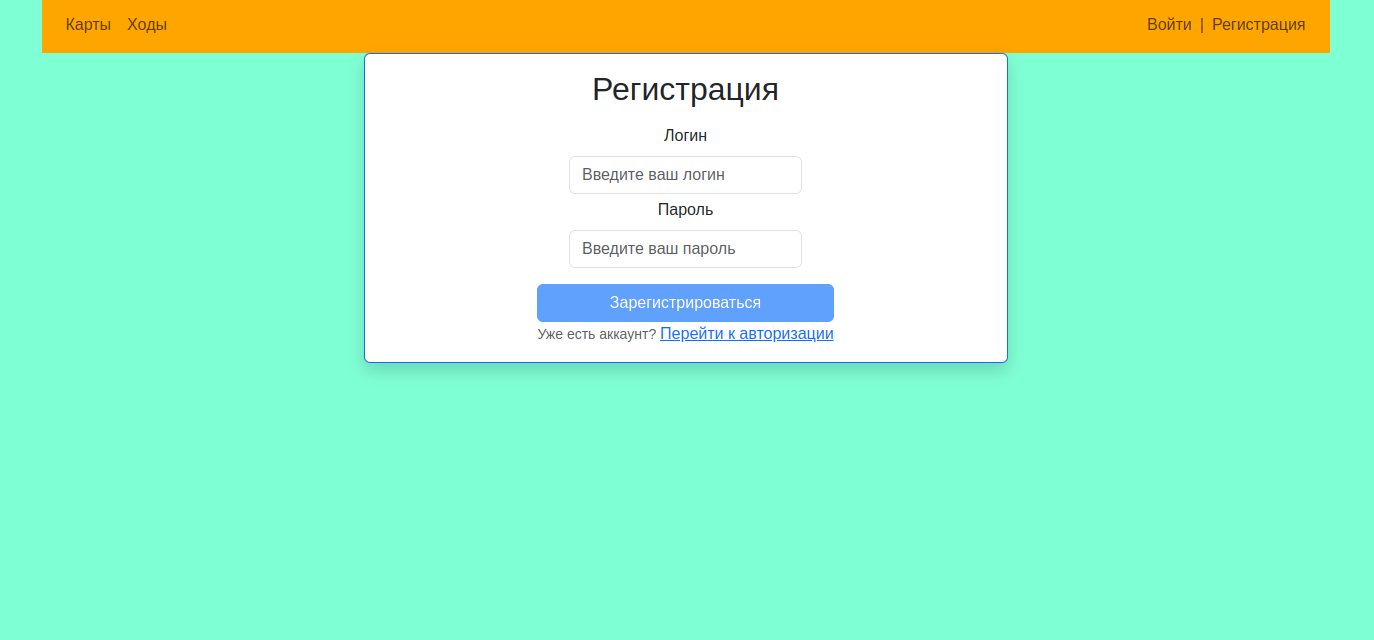 Карты Ходы Войти | Регистрация
Регистрация
Логин
Введите ваш логин
Пароль
Введите ваш пароль
Зарегистрироваться
Уже есть аккаунт? Перейти к авторизации